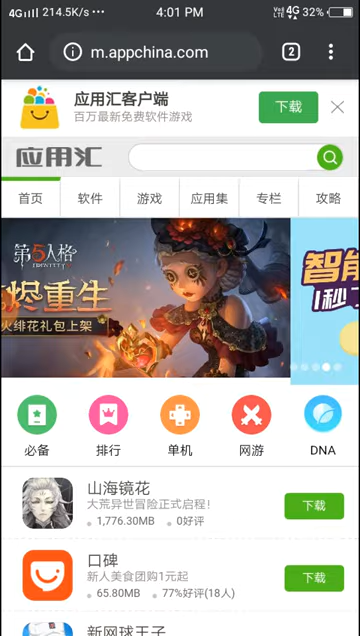 4G 214.5K/s ... 4:01 PM VoLTE 4G 32%
m.appchina.com 2
应用汇客户端
百万最新免费软件游戏
下载
应用汇
首页 软件 游戏 应用集 专栏 攻略
第5人格
IDENTITY V
烬重生
火绯花礼包上架
智能
1秒
必备 排行 单机 网游 DNA
山海镜花
大荒异世冒险正式启程!
1,776.30MB 0好评
下载
口碑
新人美食团购1元起
65.80MB 77%好评(18人)
下载
新网球王子